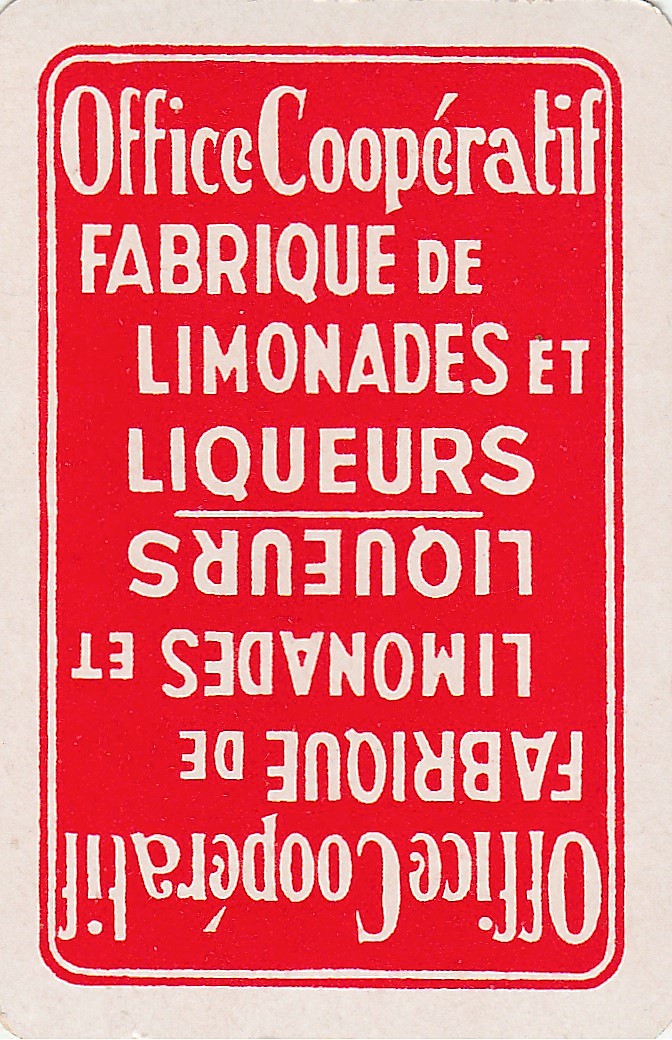 Office Coopératif
FABRIQUE DE
LIMONADES ET
LIQUEURS
LIQUEURS
LIMONADES ET
FABRIQUE DE
Office Coopératif